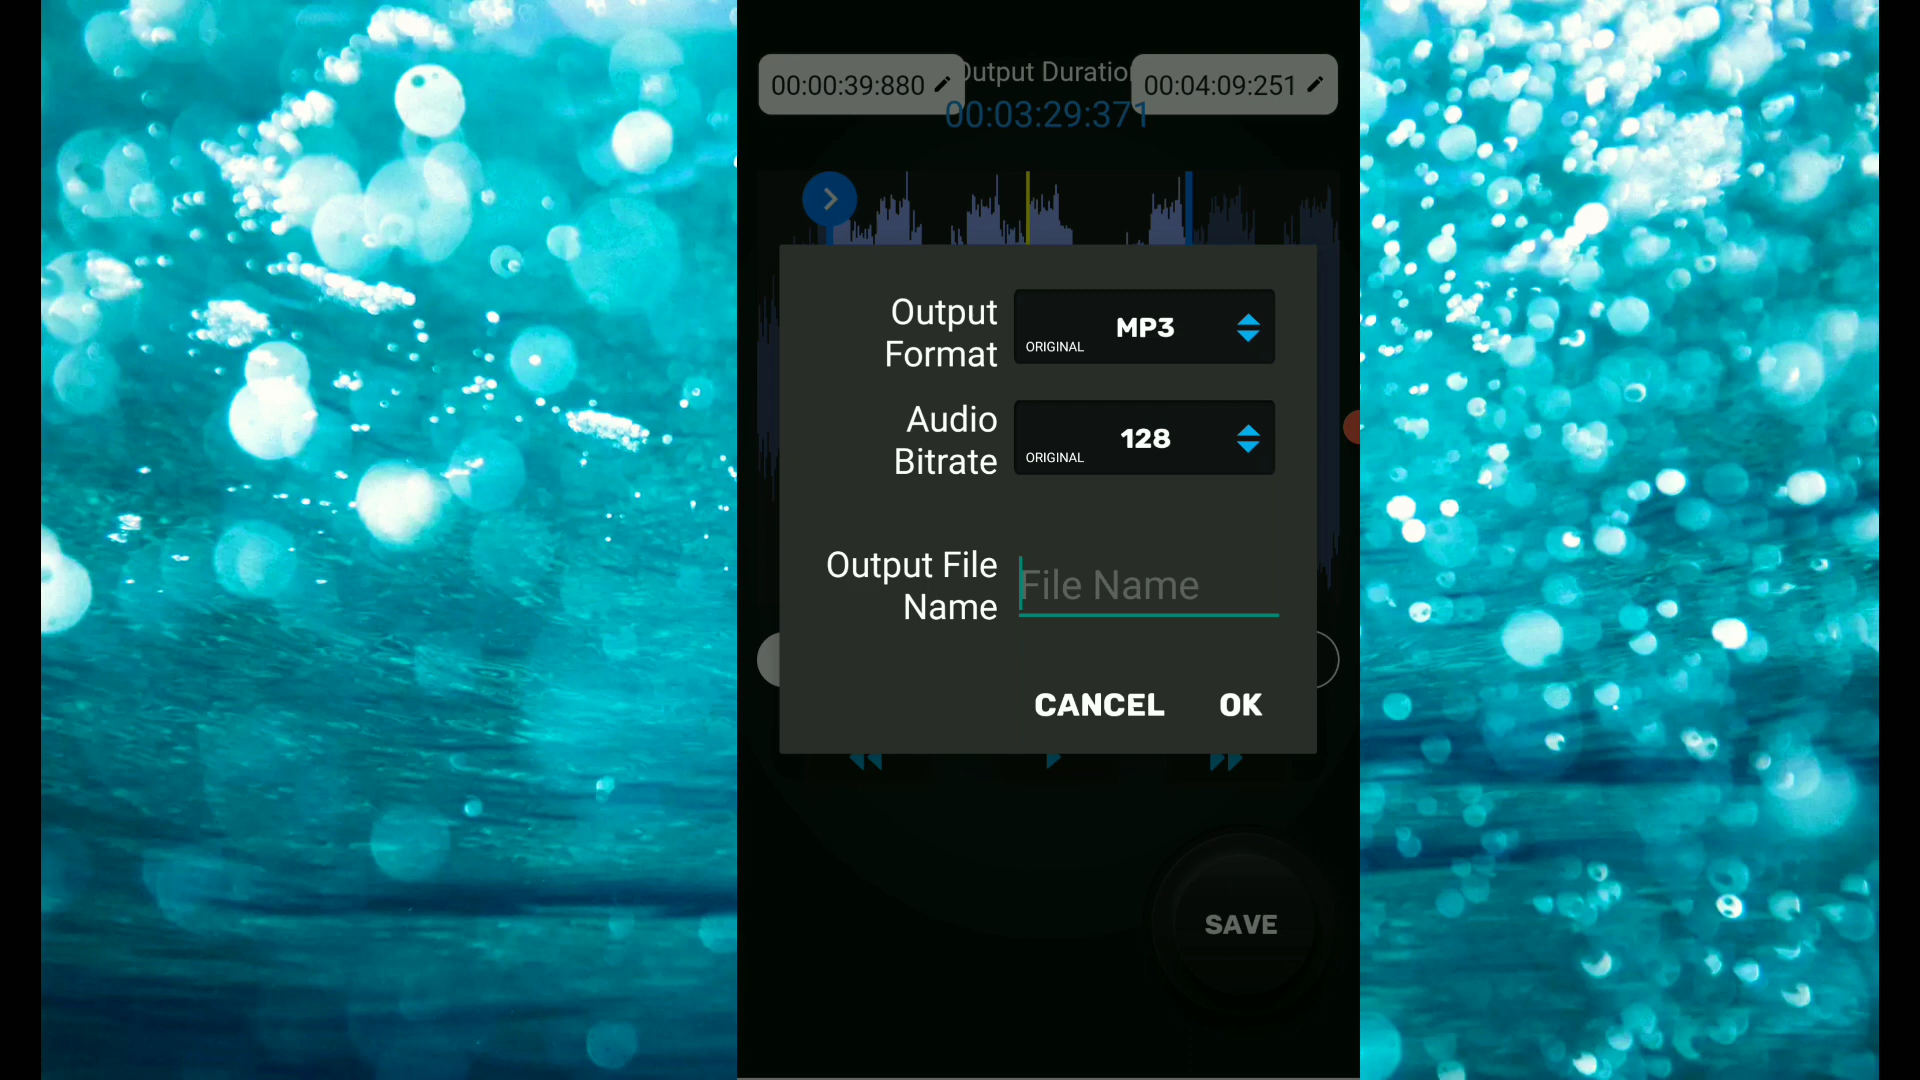 00:00:39:880
Output Duration
00:04:09:251
00:03:29:371
Output
Format
MP3
ORIGINAL
Audio
Bitrate
128
ORIGINAL
Output File
Name
File Name
CANCEL OK
SAVE